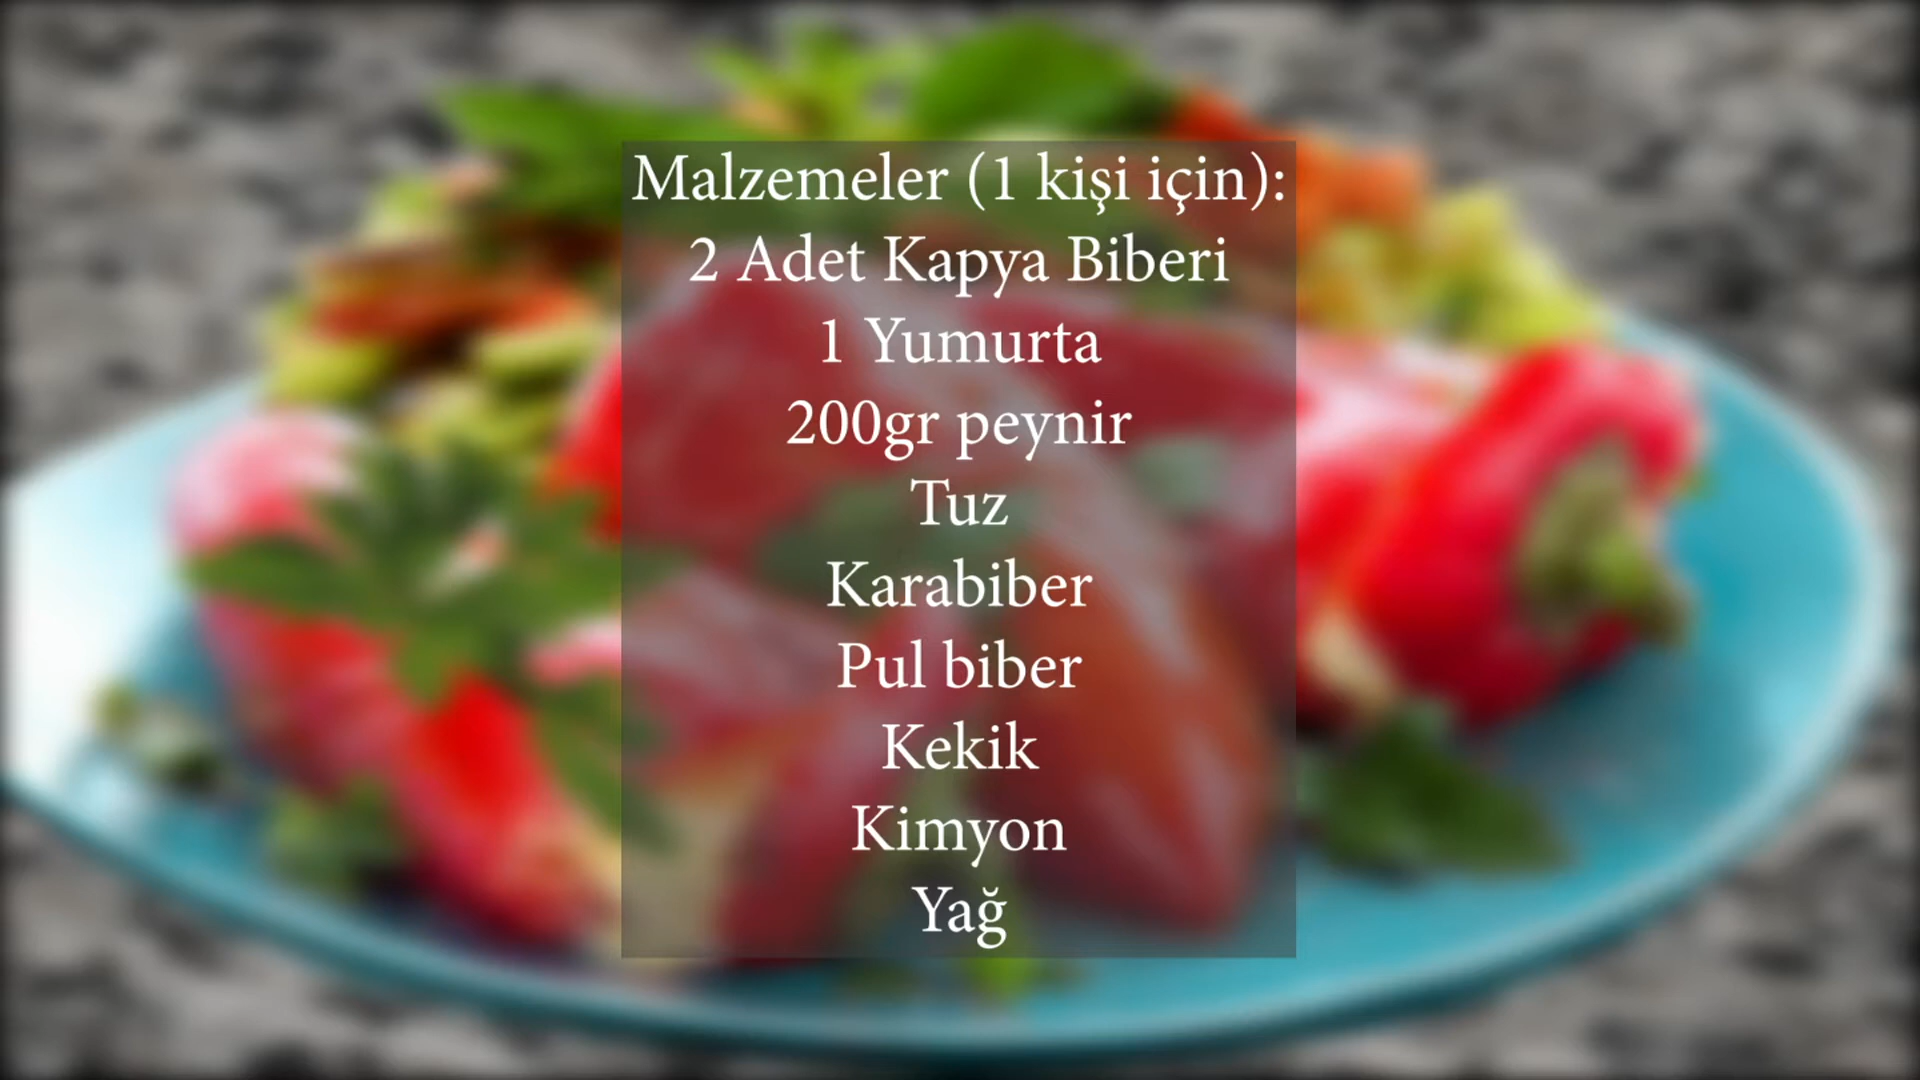 Malzemeler (1 kişi için):
2 Adet Kapya Biberi
1 Yumurta
200gr peynir
Tuz
Karabiber
Pul biber
Kekik
Kimyon
Yağ